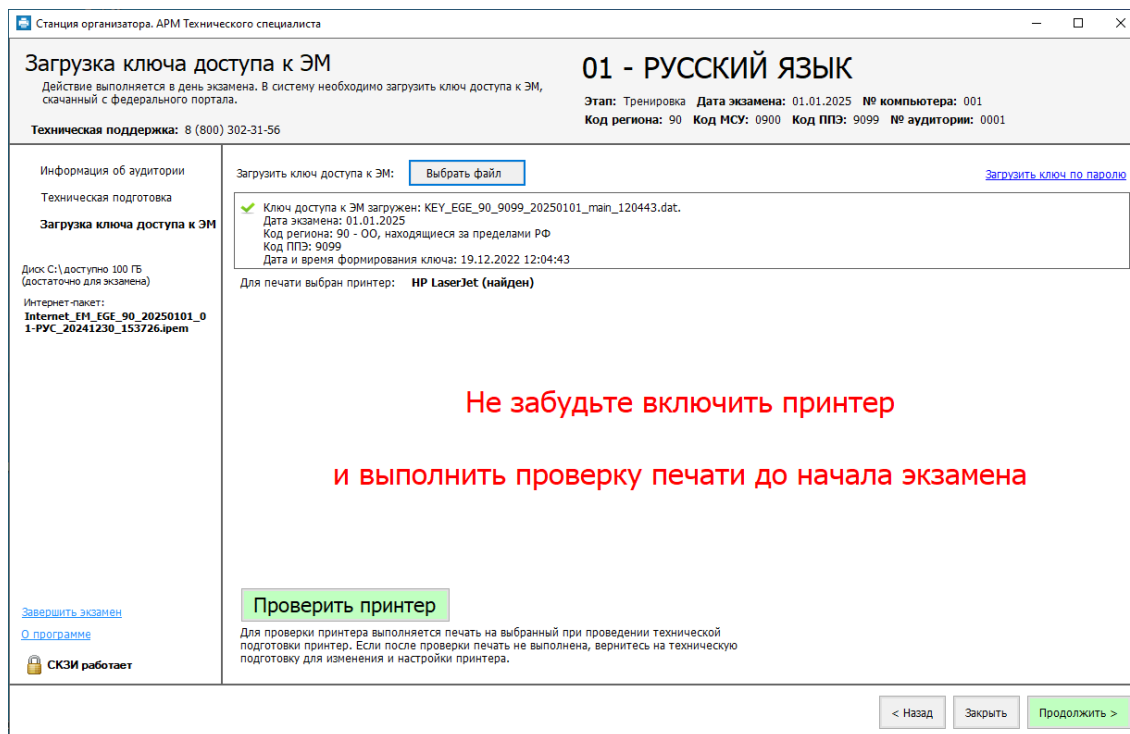 Станция организатора. АРМ Технического специалиста
Загрузка ключа доступа к ЭМ
Действие выполняется в день экзамена. В систему необходимо загрузить ключ доступа к ЭМ,
скачанный с федерального портала.
Техническая поддержка: 8 (800) 302-31-56
01 - РУССКИЙ ЯЗЫК
Этап: Тренировка Дата экзамена: 01.01.2025 № компьютера: 001
Код региона: 90 Код МСУ: 0900 Код ППЭ: 9099 № аудитории: 0001
Информация об аудитории
Техническая подготовка
Загрузка ключа доступа к ЭМ
Диск C:\ доступно 100 ГБ
(достаточно для экзамена)
Интернет-пакет:
Internet_EM_EGE_90_20250101_0
1-РУС_20241230_153726.ipem
Завершить экзамен
О программе
СКЗИ работает
Загрузить ключ доступа к ЭМ: Выбрать файл Загрузить ключ по паролю
Ключ доступа к ЭМ загружен: KEY_EGE_90_9099_20250101_main_120443.dat.
Дата экзамена: 01.01.2025
Код региона: 90 - ОО, находящиеся за пределами РФ
Код ППЭ: 9099
Дата и время формирования ключа: 19.12.2022 12:04:43
Для печати выбран принтер: HP LaserJet (найден)
Не забудьте включить принтер
и выполнить проверку печати до начала экзамена
Проверить принтер
Для проверки принтера выполняется печать на выбранный при проведении технической
подготовки принтер. Если после проверки печать не выполнена, вернитесь на техническую
подготовку для изменения и настройки принтера.
< Назад Закрыть Продолжить >